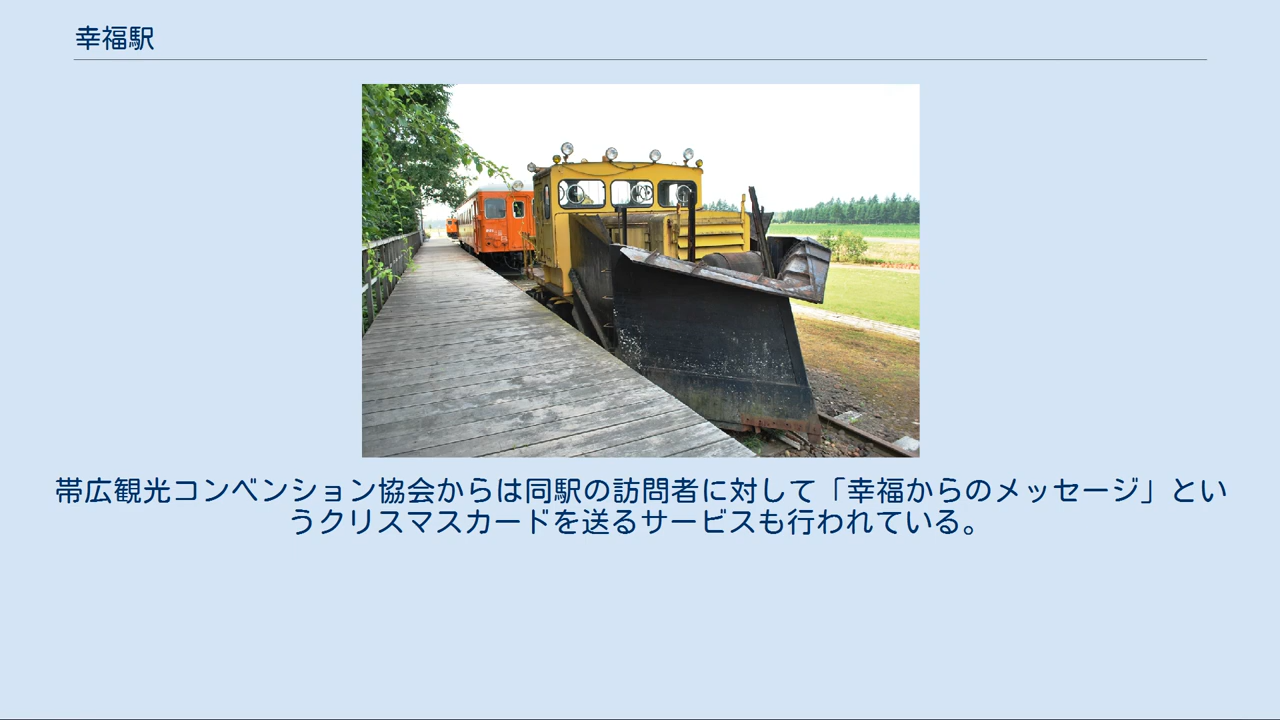 幸福駅
帯広観光コンベンション協会からは同駅の訪問者に対して「幸福からのメッセージ」とい
うクリスマスカードを送るサービスも行われている。